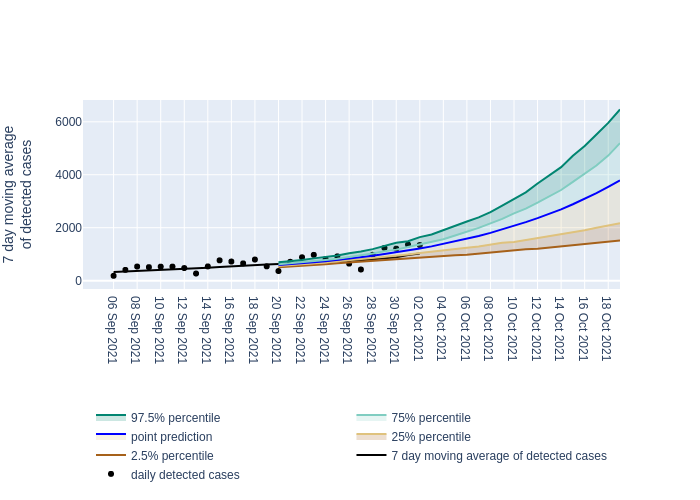 7 day moving average
of detected cases
6000
4000
2000
0
06 Sep 2021
08 Sep 2021
10 Sep 2021
12 Sep 2021
14 Sep 2021
16 Sep 2021
18 Sep 2021
20 Sep 2021
22 Sep 2021
24 Sep 2021
26 Sep 2021
28 Sep 2021
30 Sep 2021
02 Oct 2021
04 Oct 2021
06 Oct 2021
08 Oct 2021
10 Oct 2021
12 Oct 2021
14 Oct 2021
16 Oct 2021
18 Oct 2021
97.5% percentile
75% percentile
point prediction
25% percentile
2.5% percentile
7 day moving average of detected cases
daily detected cases